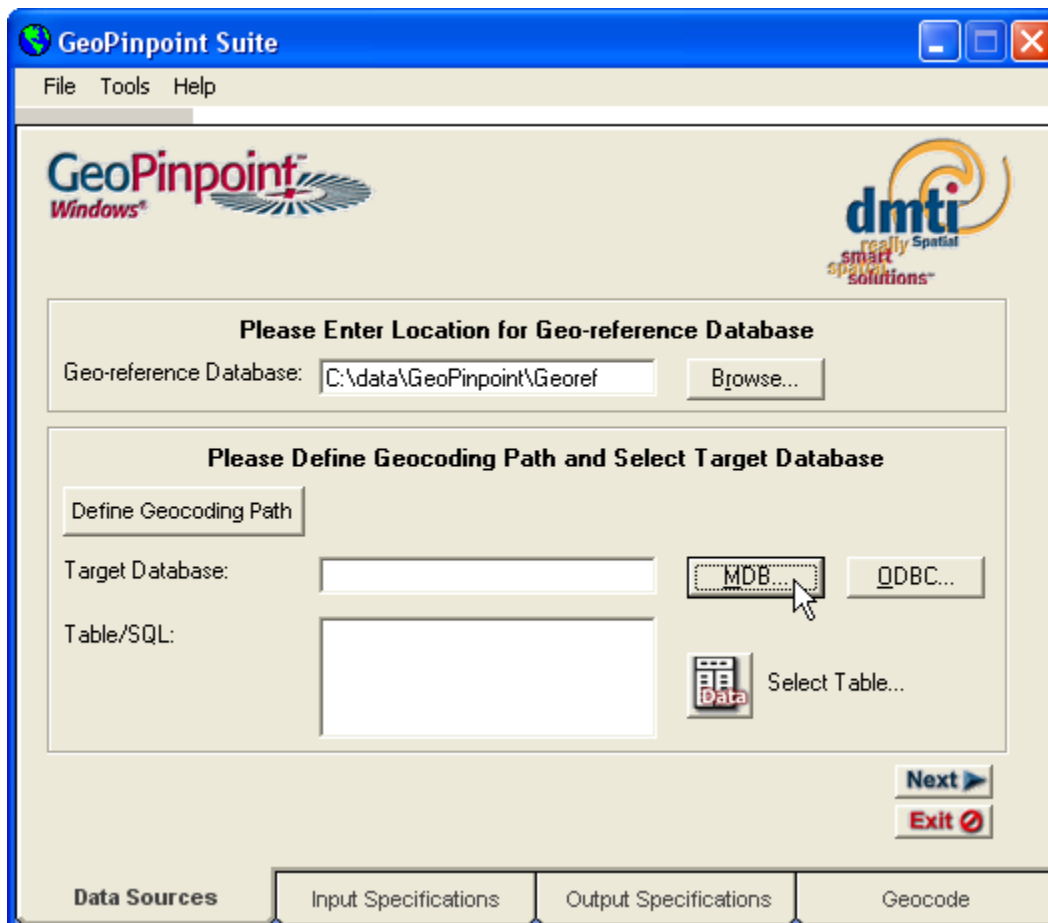 GeoPinpoint Suite
File Tools Help
GeoPinpoint™
Windows®
dmti
Spatial
really
smart
spatial
solutions™
Please Enter Location for Geo-reference Database
Geo-reference Database: C:\data\GeoPinpoint\Georef Browse...
Please Define Geocoding Path and Select Target Database
Define Geocoding Path
Target Database: MDB... ODBC...
Table/SQL:
Data Select Table...
Next
Exit
Data Sources Input Specifications Output Specifications Geocode